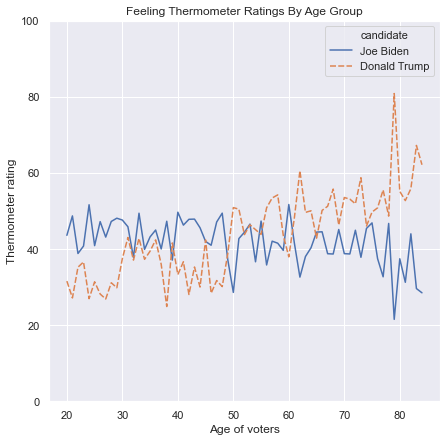 Feeling Thermometer Ratings By Age Group
candidate
Joe Biden
Donald Trump
Thermometer rating
100
80
60
40
20
0
20 30 40 50 60 70 80
Age of voters